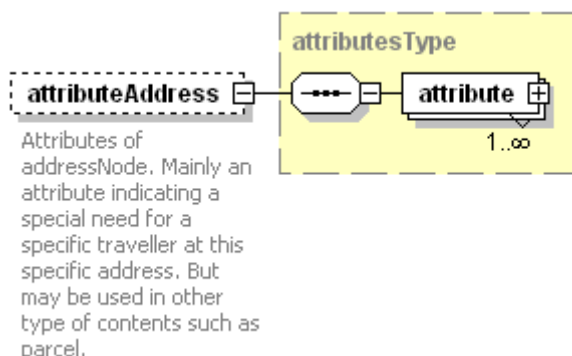 attributesType
attributeAddress
attribute
1..∞
Attributes of
addressNode. Mainly an
attribute indicating a
special need for a
specific traveller at this
specific address. But
may be used in other
type of contents such as
parcel.